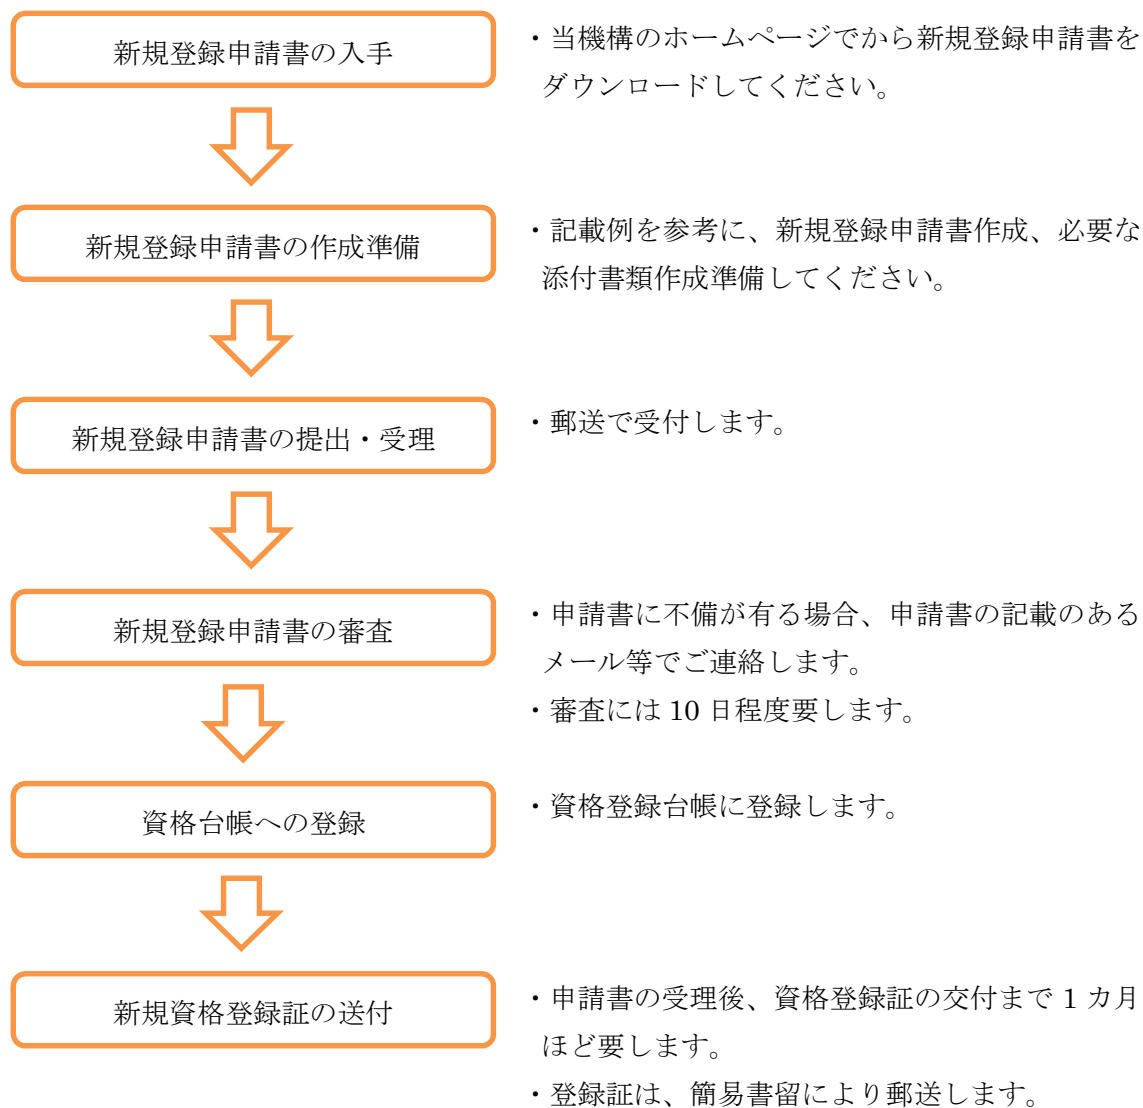 新規登録申請書の入手
・当機構のホームページでから新規登録申請書を
ダウンロードしてください。
新規登録申請書の作成準備
・記載例を参考に、新規登録申請書作成、必要な
添付書類作成準備してください。
新規登録申請書の提出・受理
・郵送で受付します。
新規登録申請書の審査
・申請書に不備が有る場合、申請書の記載のある
メール等でご連絡します。
・審査には 10 日程度要します。
資格台帳への登録
・資格登録台帳に登録します。
新規資格登録証の送付
・申請書の受理後、資格登録証の交付まで 1 カ月
ほど要します。
・登録証は、簡易書留により郵送します。